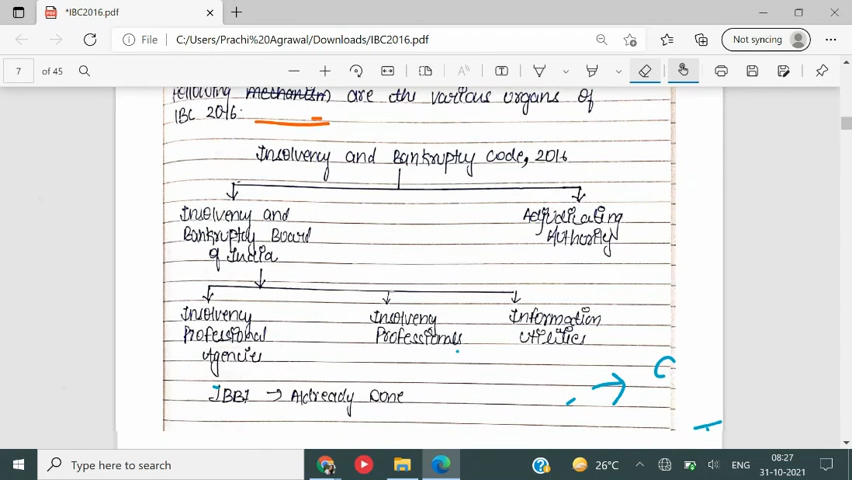 *IBC2016.pdf
File C:/Users/Prachi%20Agrawal/Downloads/IBC2016.pdf
Not syncing
7 of 45
following mechantism are the various organs of
IBC 2016.
Insolvency and Bankruptcy code, 2016
Insolvency and
Bankruptcy Board
of India
Adjudicating
Authority
Insolvency
Professional
Agencies
Insolvency
Professionals
Information
Utilities
IBBI → Aldready Done
Type here to search
26°C
ENG
08:27
31-10-2021